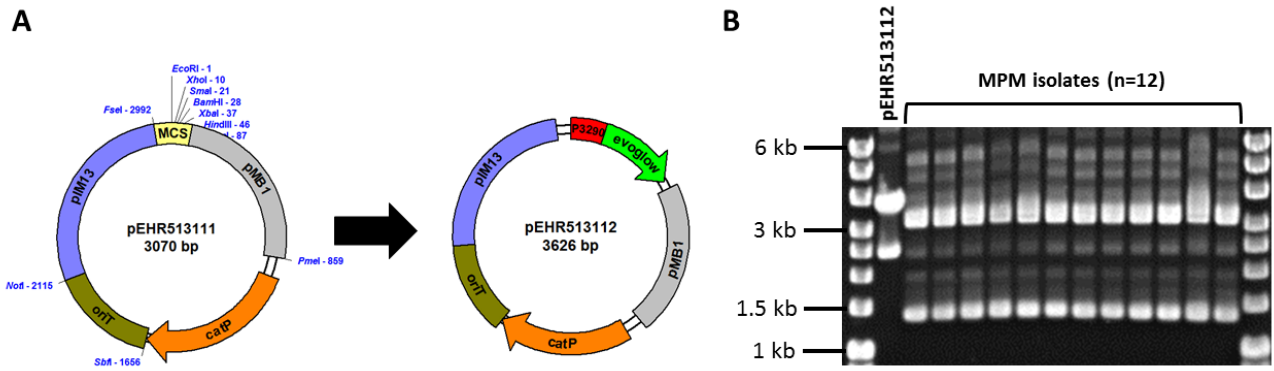 A
B
EcoRI - 1
XhoI - 10
SmaI - 21
BamHI - 28
XbaI - 37
HindIII - 46
I - 87
FseI - 2992
MCS
pIM13
pMB1
pEHR513111
3070 bp
PmeI - 859
NotI - 2115
oriT
catP
SbfI - 1656
P3290
evoglow
pIM13
pEHR513112
3626 bp
pMB1
oriT
catP
pEHR513112
MPM isolates (n=12)
6 kb
3 kb
1.5 kb
1 kb